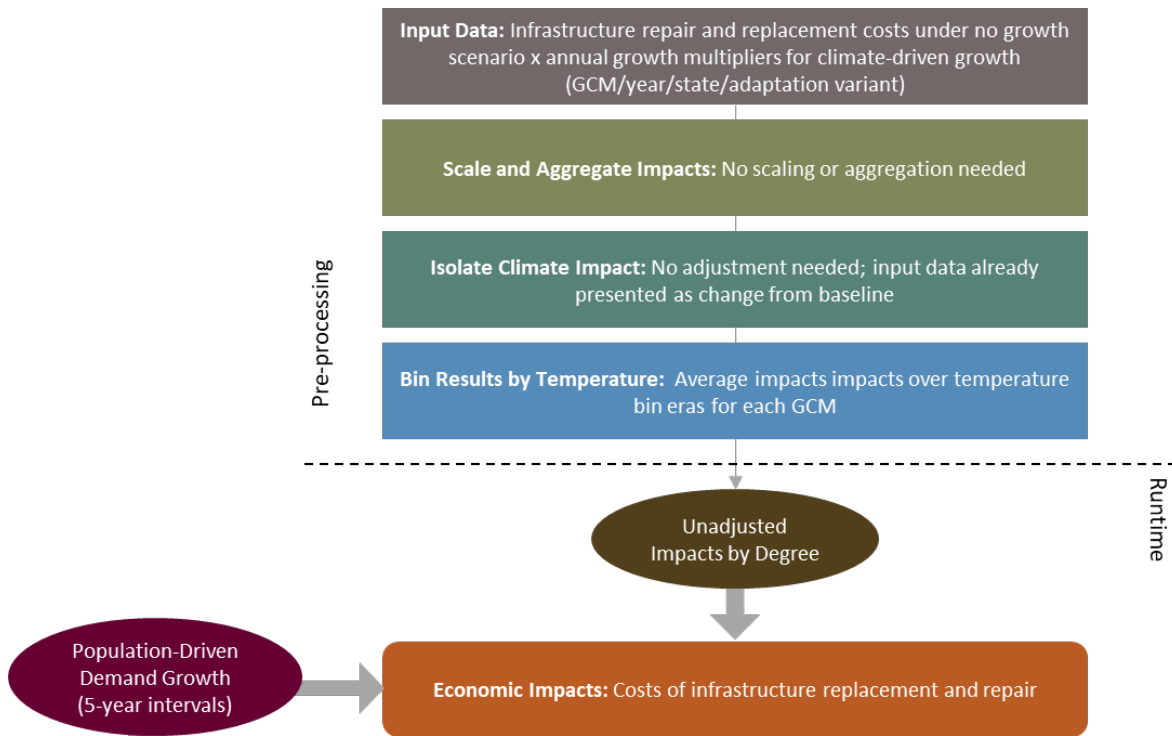 Input Data: Infrastructure repair and replacement costs under no growth
scenario x annual growth multipliers for climate-driven growth
(GCM/year/state/adaptation variant)
Scale and Aggregate Impacts: No scaling or aggregation needed
Isolate Climate Impact: No adjustment needed; input data already
presented as change from baseline
Bin Results by Temperature: Average impacts impacts over temperature
bin eras for each GCM
Pre-processing
Runtime
Unadjusted
Impacts by Degree
Population-Driven
Demand Growth
(5-year intervals)
Economic Impacts: Costs of infrastructure replacement and repair